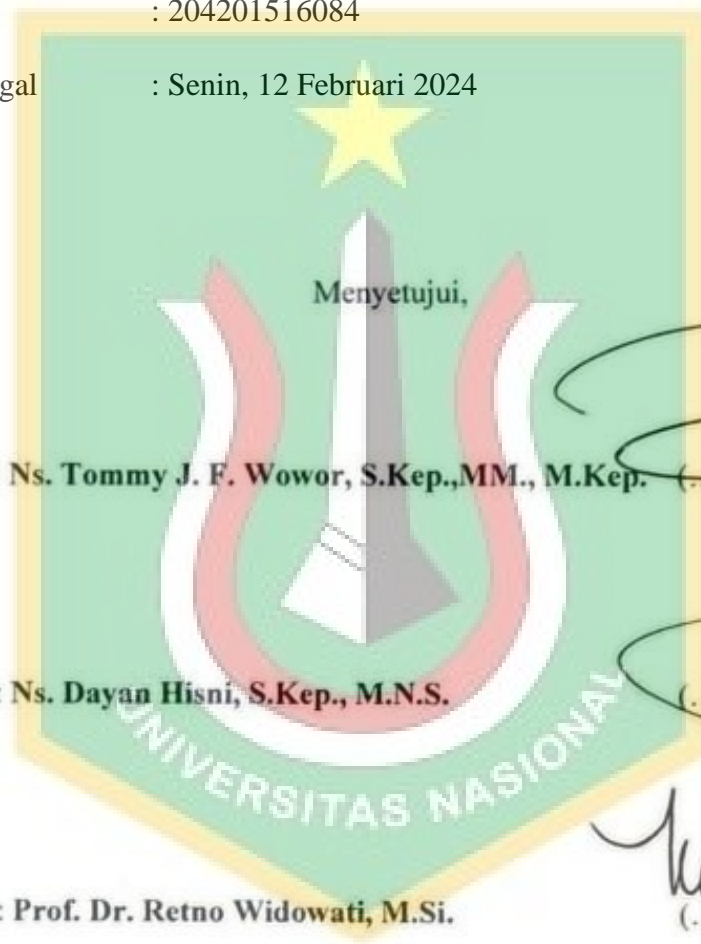 : 204201516084
gal : Senin, 12 Februari 2024
Menyetujui,
Ns. Tommy J. F. Wowor, S.Kep.,MM., M.Kep. (.
: Ns. Dayan Hisni, S.Kep., M.N.S. (.
UNIVERSITAS NASIONAL
: Prof. Dr. Retno Widowati, M.Si. (.